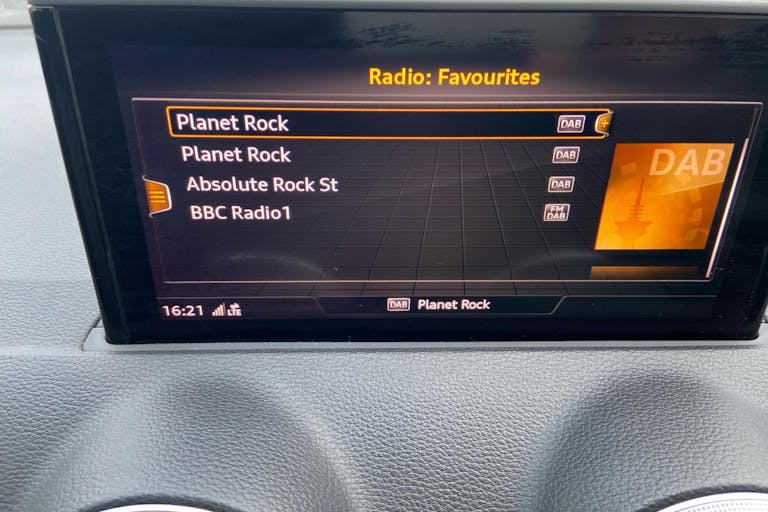 Radio: Favourites
Planet Rock DAB +
Planet Rock DAB
Absolute Rock St DAB
BBC Radio1 FM DAB
DAB
16:21 LTE DAB Planet Rock